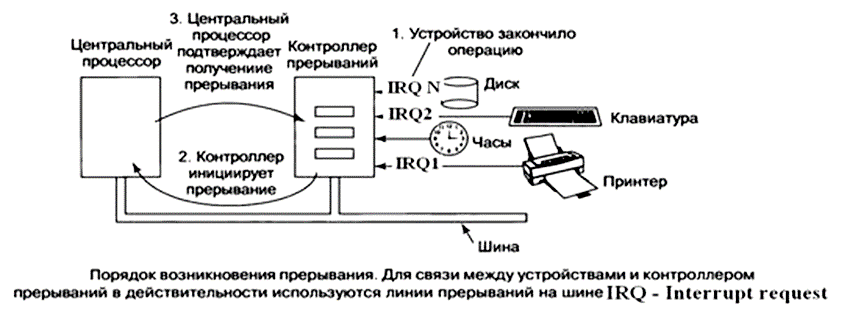 3. Центральный
процессор
подтверждает
получениие
прерывания
Центральный
процессор
Контроллер
прерываний
1. Устройство закончило
операцию
IRQ N
Диск
IRQ2
Клавиатура
Часы
IRQ1
Принтер
2. Контроллер
инициирует
прерывание
Шина
Порядок возникновения прерывания. Для связи между устройствами и контроллером
прерываний в действительности используются линии прерываний на шине IRQ - Interrupt request